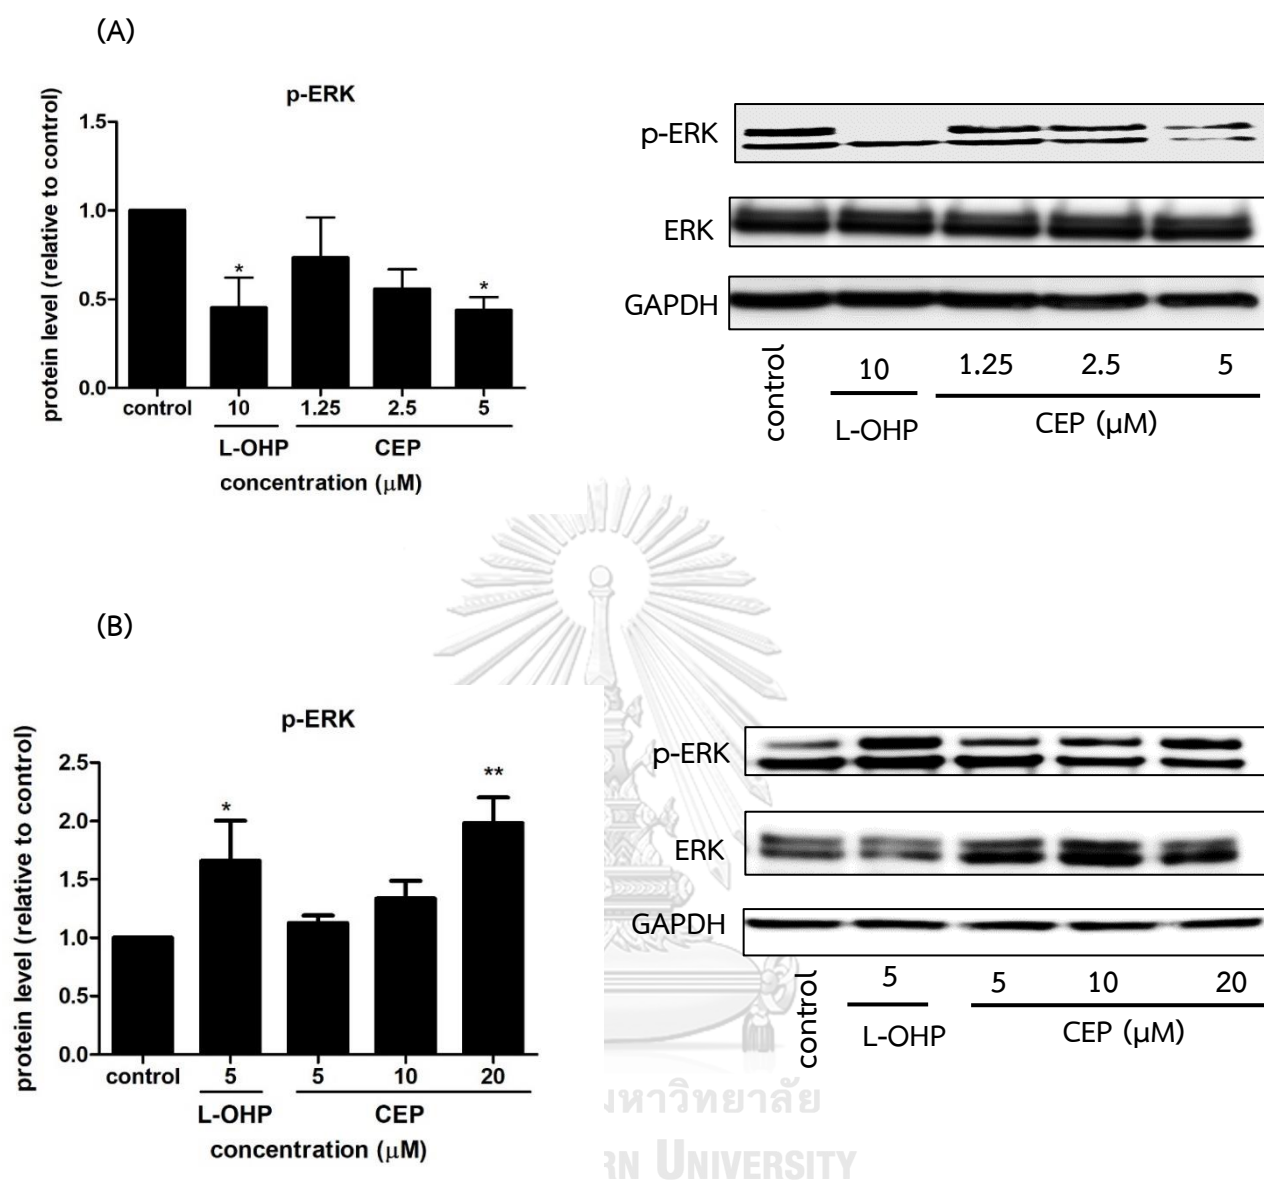 (A)
p-ERK
protein level (relative to control)
1.5
1.0
0.5
0.0
*
*
control 10 1.25 2.5 5
L-OHP CEP
concentration (μM)
p-ERK
ERK
GAPDH
control
10 1.25 2.5 5
L-OHP CEP (μM)
(B)
p-ERK
protein level (relative to control)
2.5
2.0
1.5
1.0
0.5
0.0
*
**
control 5 5 10 20
L-OHP CEP
concentration (μM)
p-ERK
ERK
GAPDH
control
5 5 10 20
L-OHP CEP (μM)
มหาวิทยาลัย
RN UNIVERSITY